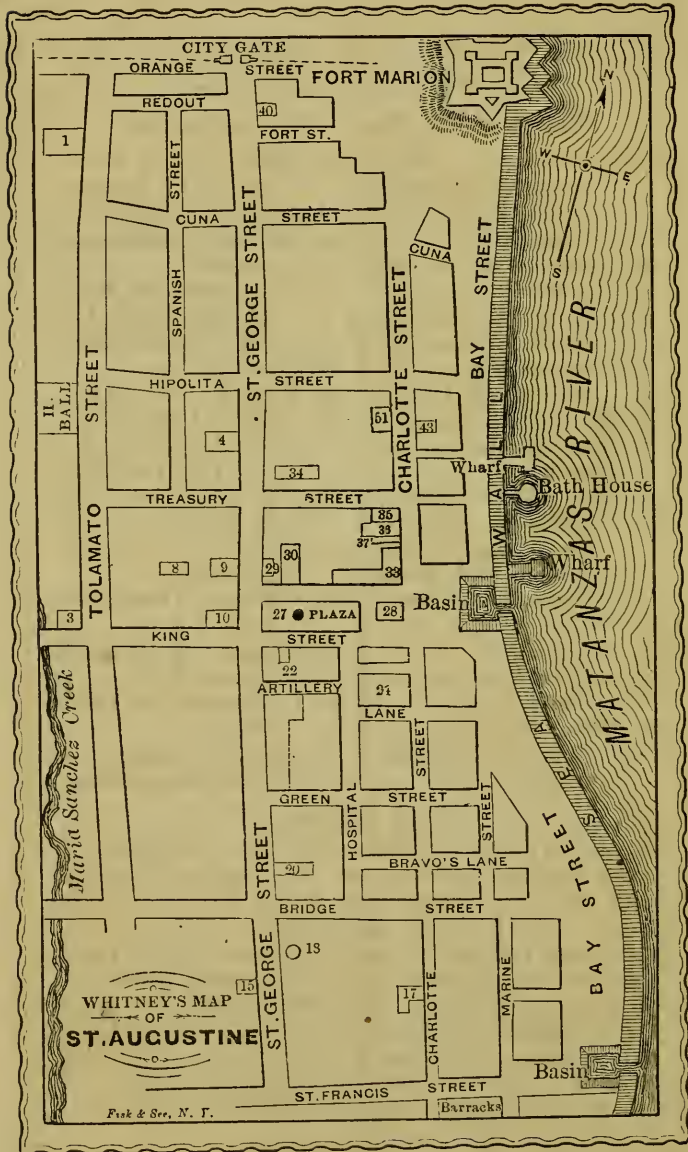 CITY GATE
ORANGE STREET
FORT MARION
REDOUT
40
FORT ST.
1
STREET
N
W
E
S
CUNA STREET
ST. GEORGE STREET
CUNA
SPANISH
CHARLOTTE STREET
BAY STREET
MATANZAS RIVER
STREET
HIPOLITA STREET
H. BALL
51
43
4
34
Wharf
Bath House
TREASURY STREET
TOLAMATO
SEA WALL
35
36
37
8
9
29
30
33
Wharf
Basin
3
10
27 PLAZA
28
KING STREET
22
ARTILLERY LANE
21
Maria Sanchez Creek
STREET
GREEN STREET
HOSPITAL
STREET
BRAVO'S LANE
STREET
20
BAY STREET
BRIDGE STREET
ST. GEORGE
18
15
17
CHARLOTTE
MARINE
WHITNEY'S MAP
OF
ST. AUGUSTINE
Basin
ST. FRANCIS STREET
Fisk & See, N. Y.
Barracks